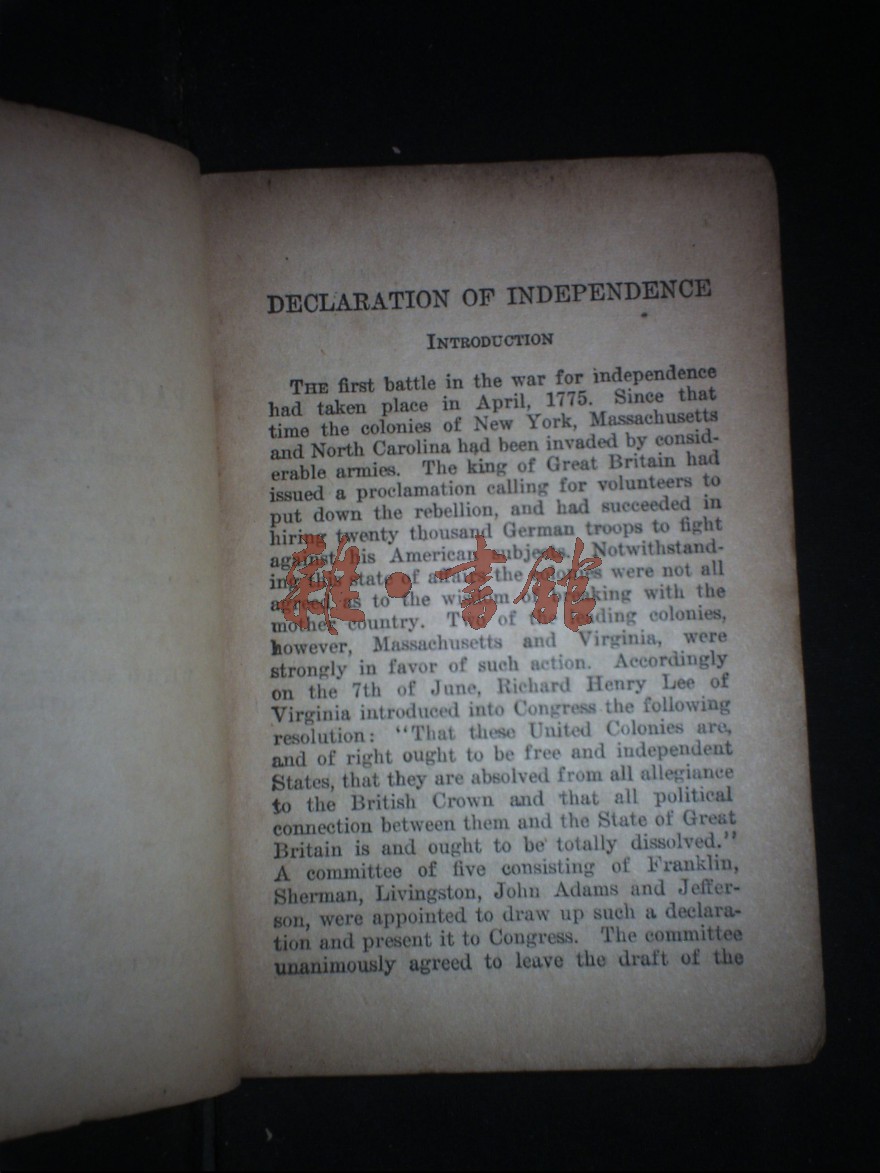 DECLARATION OF INDEPENDENCE
INTRODUCTION
THE first battle in the war for independence
had taken place in April, 1775. Since that
time the colonies of New York, Massachusetts
and North Carolina had been invaded by consid-
erable armies. The king of Great Britain had
issued a proclamation calling for volunteers to
put down the rebellion, and had succeeded in
hiring twenty thousand German troops to fight
against his American subjects. Notwithstand-
ing this state of affairs the colonies were not all
agreed as to the wisdom of breaking with the
mother country. Two of the leading colonies,
however, Massachusetts and Virginia, were
strongly in favor of such action. Accordingly
on the 7th of June, Richard Henry Lee of
Virginia introduced into Congress the following
resolution: "That these United Colonies are,
and of right ought to be free and independent
States, that they are absolved from all allegiance
to the British Crown and that all political
connection between them and the State of Great
Britain is and ought to be totally dissolved."
A committee of five consisting of Franklin,
Sherman, Livingston, John Adams and Jeffer-
son, were appointed to draw up such a declara-
tion and present it to Congress. The committee
unanimously agreed to leave the draft of the
雜·書館